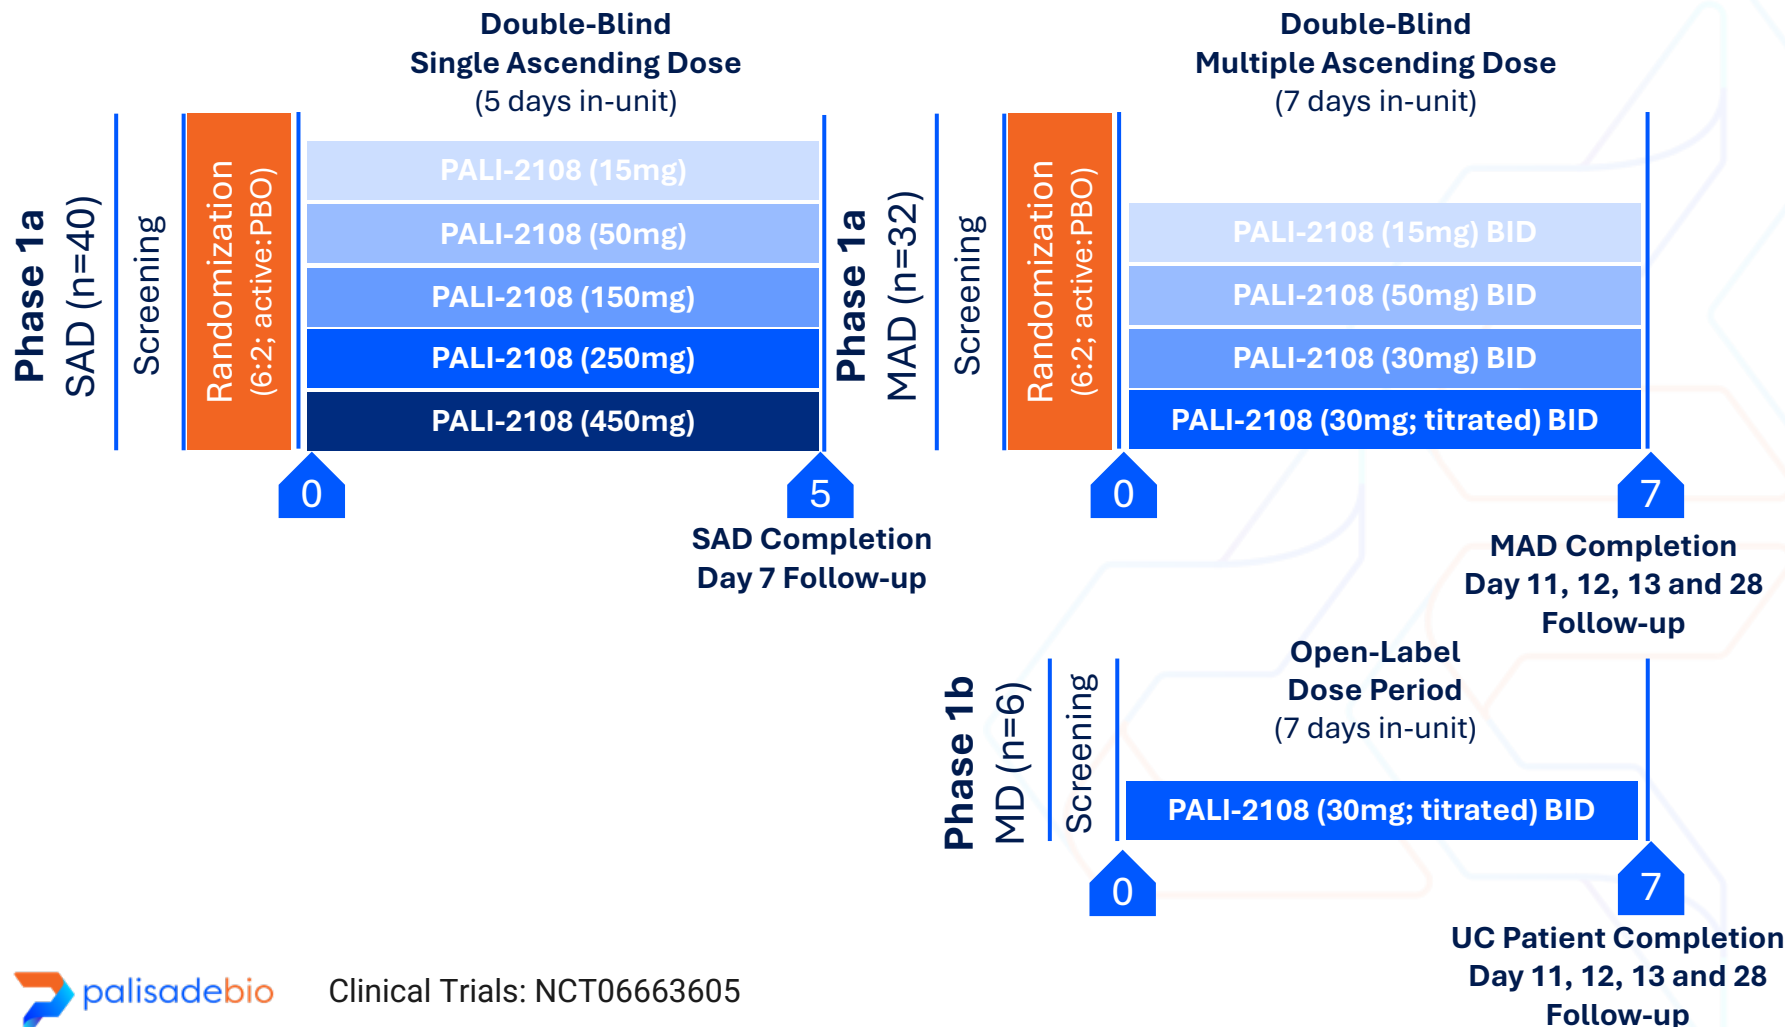 Double-Blind
Single Ascending Dose
(5 days in-unit)
Phase 1a
SAD (n=40)
Screening
Randomization
(6:2; active:PBO)
PALI-2108 (15mg)
PALI-2108 (50mg)
PALI-2108 (150mg)
PALI-2108 (250mg)
PALI-2108 (450mg)
0
5
SAD Completion
Day 7 Follow-up
Double-Blind
Multiple Ascending Dose
(7 days in-unit)
Phase 1a
MAD (n=32)
Screening
Randomization
(6:2; active:PBO)
PALI-2108 (15mg) BID
PALI-2108 (50mg) BID
PALI-2108 (30mg) BID
PALI-2108 (30mg; titrated) BID
0
7
MAD Completion
Day 11, 12, 13 and 28
Follow-up
Phase 1b
MD (n=6)
Screening
Open-Label
Dose Period
(7 days in-unit)
PALI-2108 (30mg; titrated) BID
0
7
UC Patient Completion
Day 11, 12, 13 and 28
Follow-up
palisadebio
Clinical Trials: NCT06663605